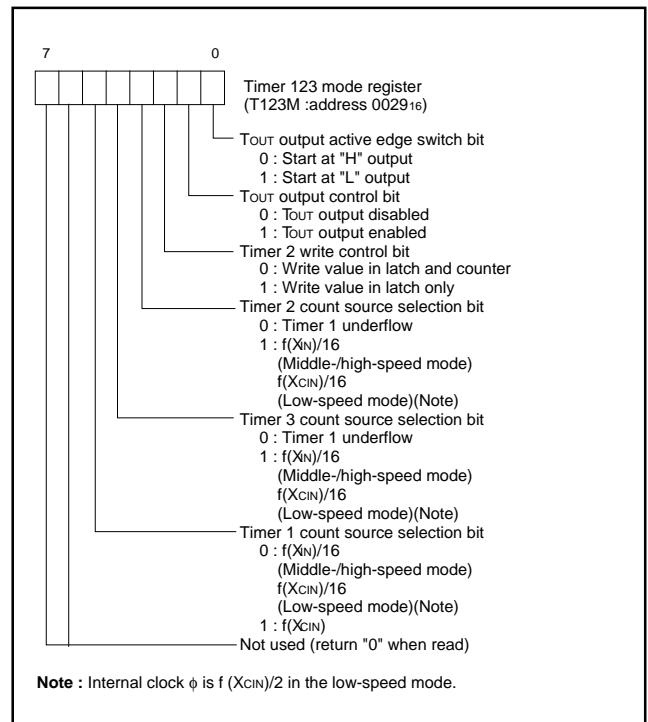 7 0
Timer 123 mode register
(T123M :address 002916)
TOUT output active edge switch bit
0 : Start at "H" output
1 : Start at "L" output
TOUT output control bit
0 : TOUT output disabled
1 : TOUT output enabled
Timer 2 write control bit
0 : Write value in latch and counter
1 : Write value in latch only
Timer 2 count source selection bit
0 : Timer 1 underflow
1 : f(XIN)/16
(Middle-/high-speed mode)
f(XCIN)/16
(Low-speed mode)(Note)
Timer 3 count source selection bit
0 : Timer 1 underflow
1 : f(XIN)/16
(Middle-/high-speed mode)
f(XCIN)/16
(Low-speed mode)(Note)
Timer 1 count source selection bit
0 : f(XIN)/16
(Middle-/high-speed mode)
f(XCIN)/16
(Low-speed mode)(Note)
1 : f(XCIN)
Not used (return "0" when read)
Note : Internal clock ϕ is f (XCIN)/2 in the low-speed mode.